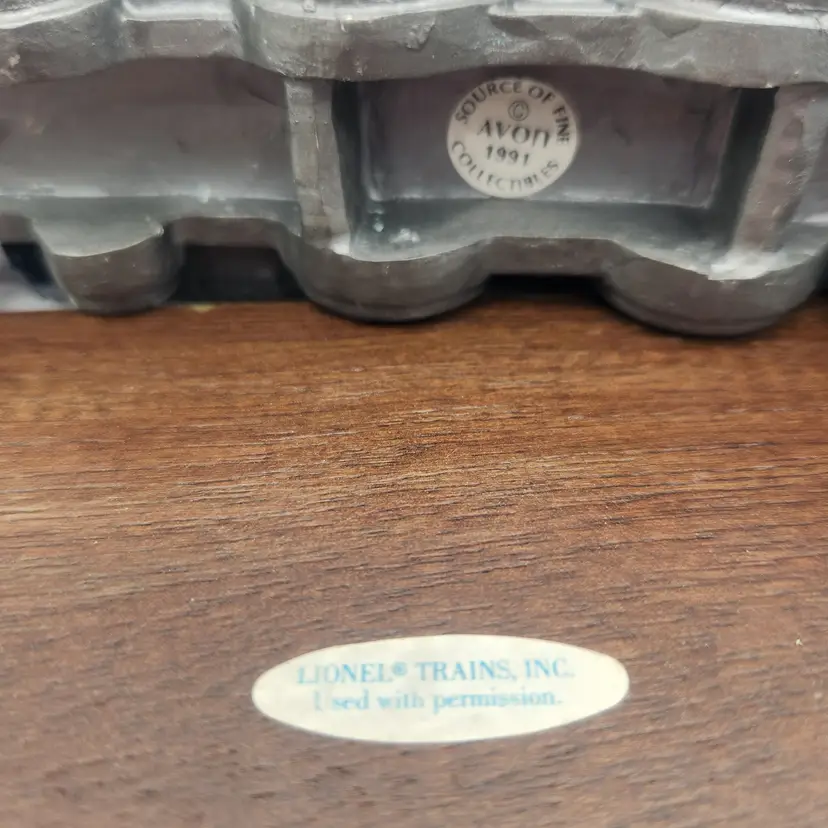 SOURCE OF FINE
©
AVON
1991
COLLECTIBLES
LIONEL® TRAINS, INC.
Used with permission.